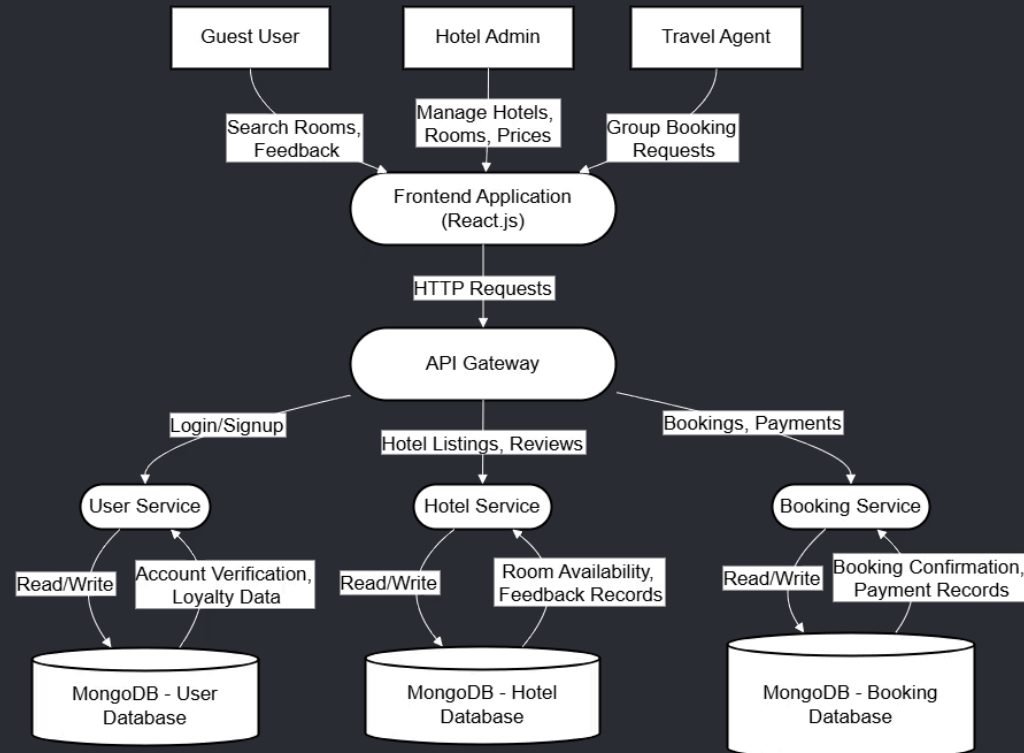 Guest User
Hotel Admin
Travel Agent
Search Rooms,
Feedback
Manage Hotels,
Rooms, Prices
Group Booking
Requests
Frontend Application
(React.js)
HTTP Requests
API Gateway
Login/Signup
Hotel Listings, Reviews
Bookings, Payments
User Service
Hotel Service
Booking Service
Read/Write
Account Verification,
Loyalty Data
Read/Write
Room Availability,
Feedback Records
Read/Write
Booking Confirmation,
Payment Records
MongoDB - User
Database
MongoDB - Hotel
Database
MongoDB - Booking
Database